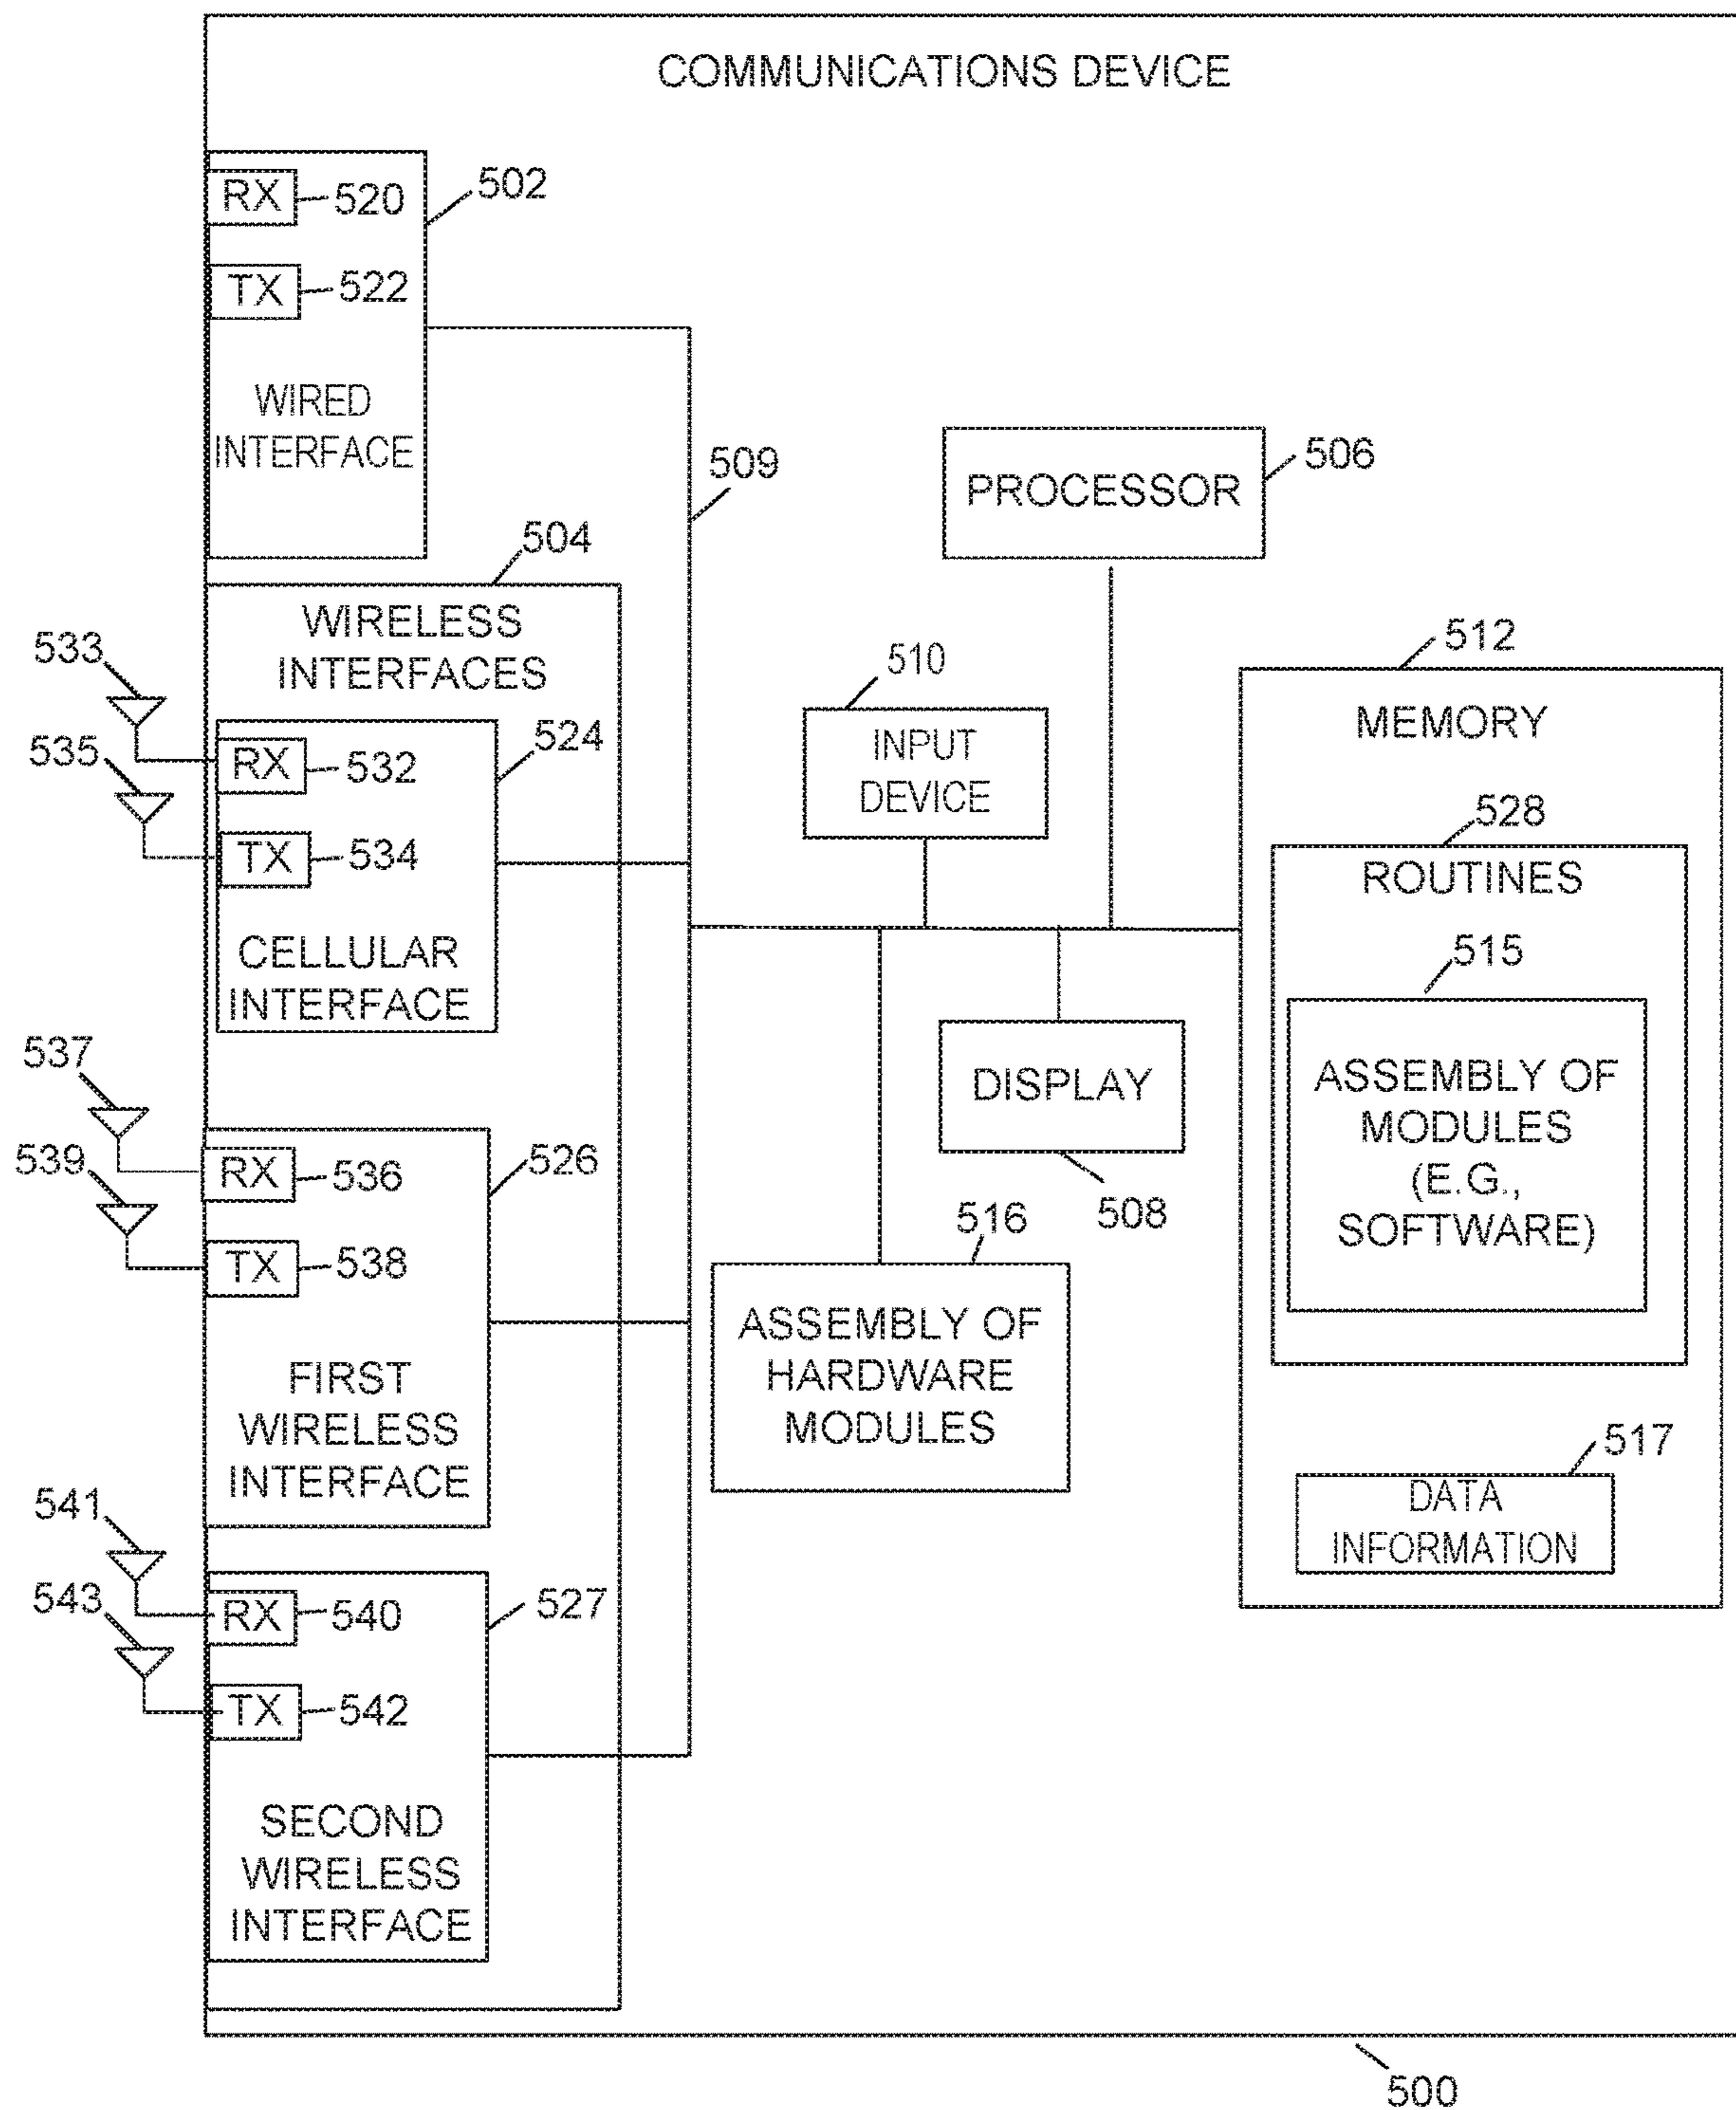 COMMUNICATIONS DEVICE
RX
520
502
TX
522
WIRED
INTERFACE
509
PROCESSOR
506
504
WIRELESS
INTERFACES
533
535
RX
532
524
TX
534
CELLULAR
INTERFACE
510
INPUT
DEVICE
512
MEMORY
528
ROUTINES
515
ASSEMBLY OF
MODULES
(E.G.,
SOFTWARE)
DISPLAY
508
537
539
RX
536
526
TX
538
FIRST
WIRELESS
INTERFACE
516
ASSEMBLY OF
HARDWARE
MODULES
517
DATA
INFORMATION
541
543
RX
540
527
TX
542
SECOND
WIRELESS
INTERFACE
500